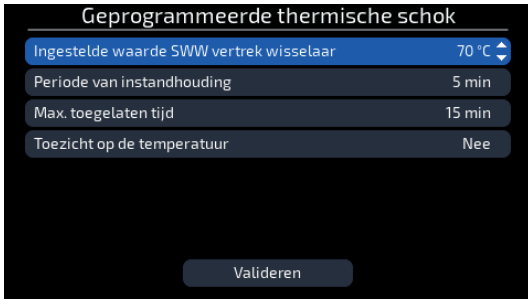 Geprogrammeerde thermische schok
Ingestelde waarde SWW vertrek wisselaar 70 °C
Periode van instandhouding 5 min
Max. toegelaten tijd 15 min
Toezicht op de temperatuur Nee
Valideren